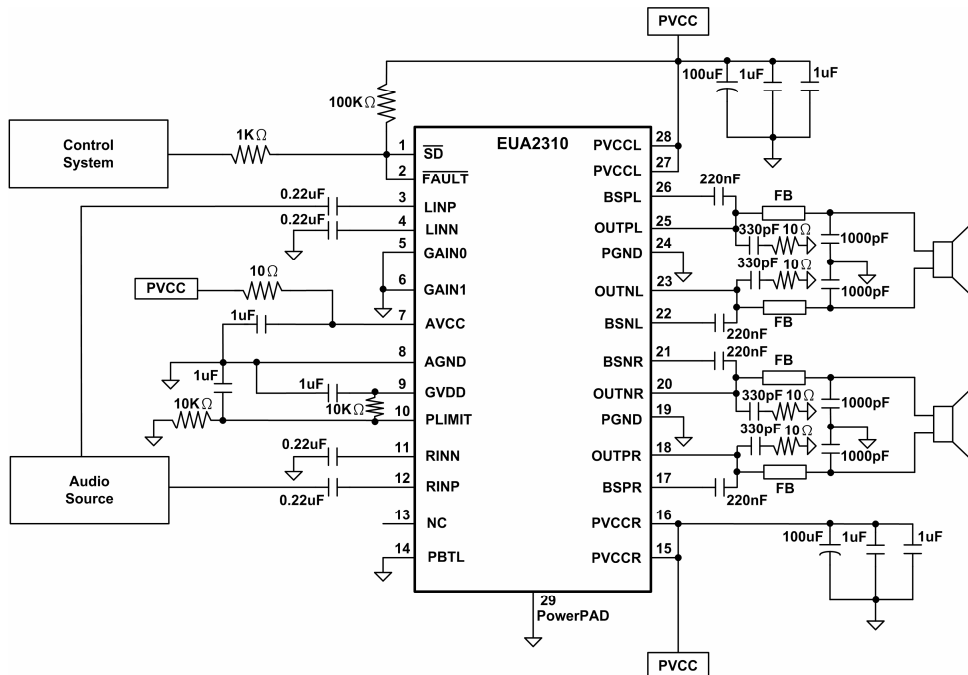 PVCC
100uF 1uF 1uF
100KΩ
EUA2310
Control
System
1KΩ
1 SD
2 FAULT
0.22uF
3 LINP
0.22uF
4 LINN
5 GAIN0
6 GAIN1
PVCC
10Ω
7 AVCC
1uF
8 AGND
1uF
1uF
9 GVDD
10KΩ
10KΩ
10 PLIMIT
0.22uF
11 RINN
12 RINP
0.22uF
Audio
Source
13 NC
14 PBTL
29
PowerPAD
PVCCL 28
PVCCL 27
BSPL 26
220nF
FB
OUTPL 25
330pF 10Ω
1000pF
PGND 24
330pF 10Ω
OUTNL 23
1000pF
BSNL 22
220nF
FB
220nF
BSNR 21
FB
OUTNR 20
330pF 10Ω
1000pF
PGND 19
330pF 10Ω
OUTPR 18
1000pF
BSPR 17
220nF
FB
PVCCR 16
100uF 1uF 1uF
PVCCR 15
PVCC